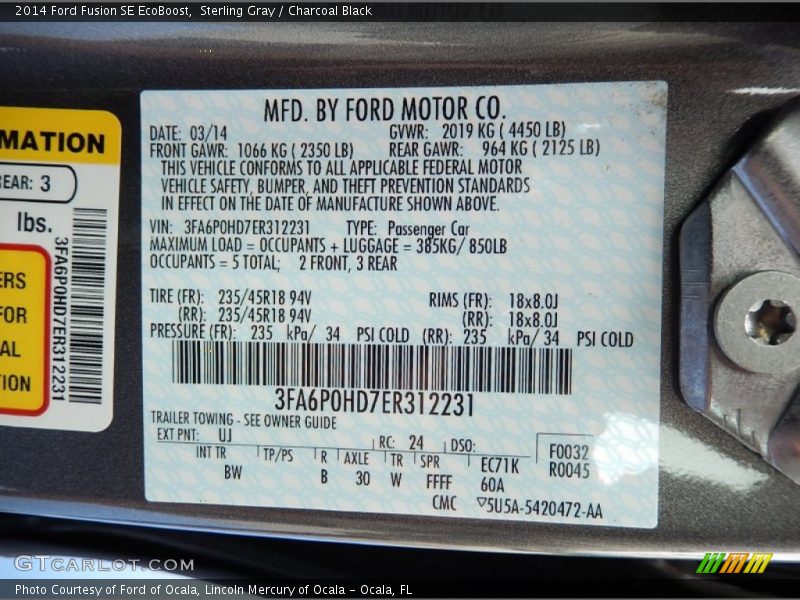 2014 Ford Fusion SE EcoBoost, Sterling Gray / Charcoal Black
MATION
REAR: 3
lbs.
ERS
FOR
AL
TION
3FA6P0HD7ER312231
MFD. BY FORD MOTOR CO.
DATE: 03/14 GVWR: 2019 KG ( 4450 LB)
FRONT GAWR: 1066 KG ( 2350 LB) REAR GAWR: 964 KG ( 2125 LB)
THIS VEHICLE CONFORMS TO ALL APPLICABLE FEDERAL MOTOR
VEHICLE SAFETY, BUMPER, AND THEFT PREVENTION STANDARDS
IN EFFECT ON THE DATE OF MANUFACTURE SHOWN ABOVE.
VIN: 3FA6P0HD7ER312231 TYPE: Passenger Car
MAXIMUM LOAD = OCCUPANTS + LUGGAGE = 385KG/ 850LB
OCCUPANTS = 5 TOTAL; 2 FRONT, 3 REAR
TIRE (FR): 235/45R18 94V RIMS (FR): 18x8.0J
(RR): 235/45R18 94V (RR): 18x8.0J
PRESSURE (FR): 235 kPa/ 34 PSI COLD (RR): 235 kPa/ 34 PSI COLD
3FA6P0HD7ER312231
TRAILER TOWING - SEE OWNER GUIDE
EXT PNT: UJ RC: 24 DSO: F0032
INT TR TP/PS R AXLE TR SPR EC71K R0045
BW B 30 W FFFF 60A
CMC ▽5U5A-5420472-AA
GTCARLOT.COM
Photo Courtesy of Ford of Ocala, Lincoln Mercury of Ocala - Ocala, FL